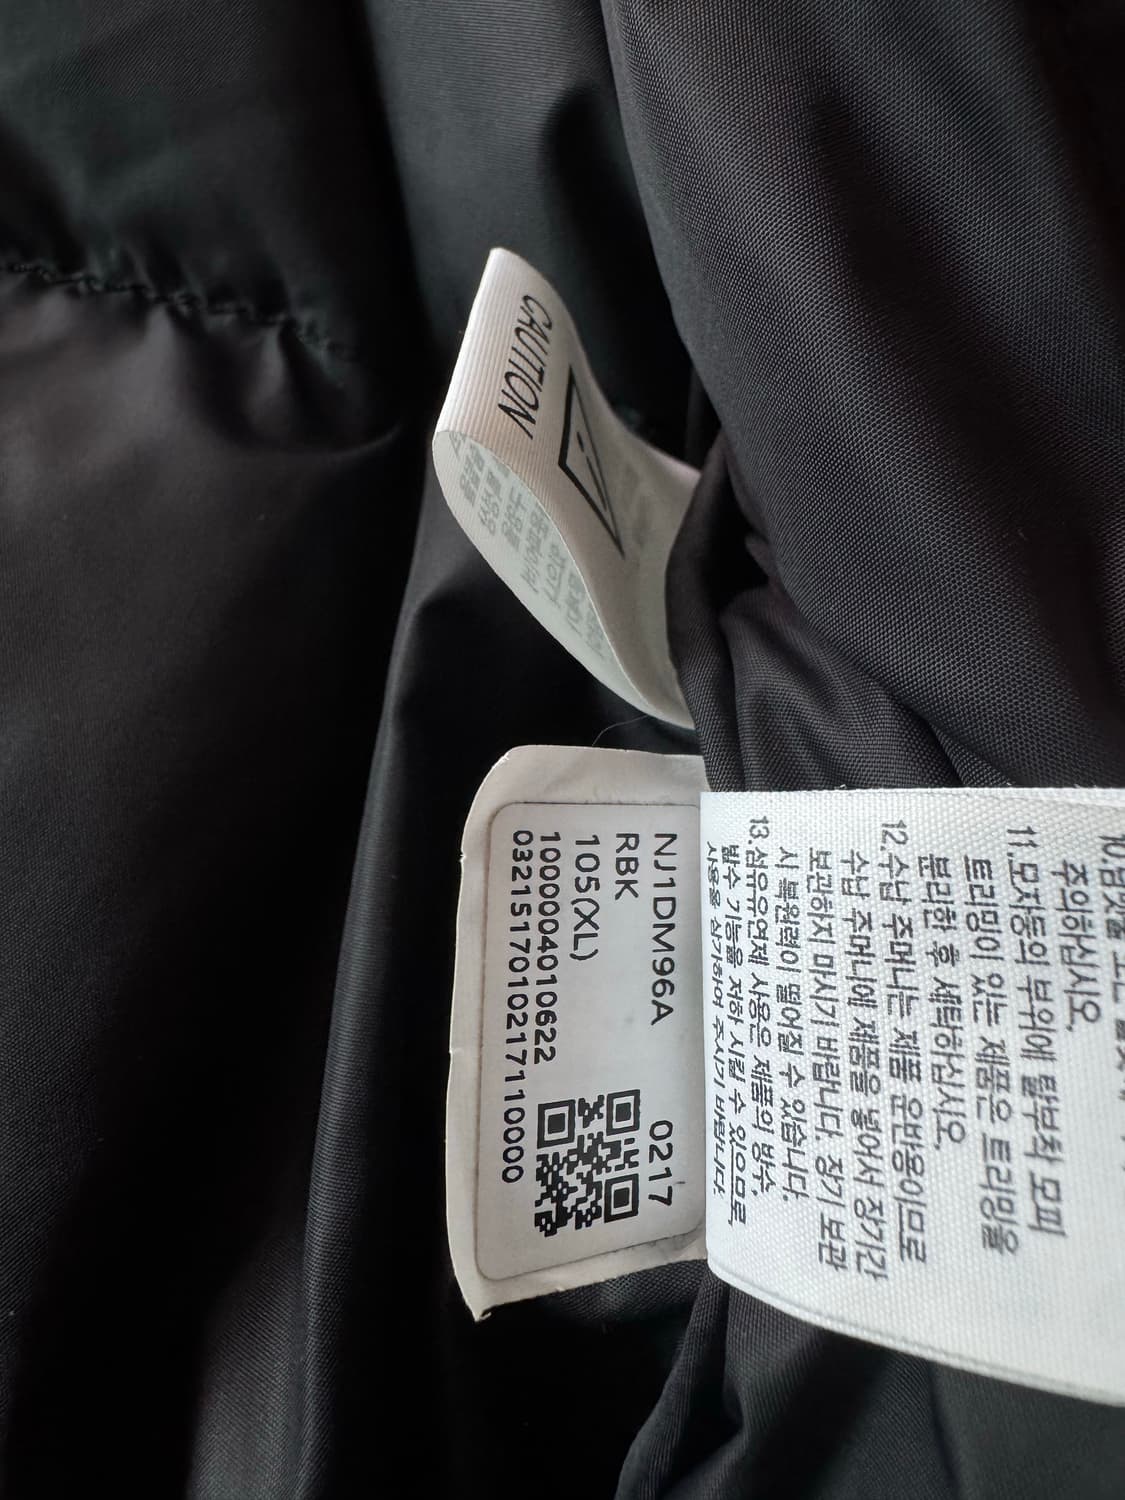 CAUTION
NJ1DM96A 0217
RBK
105(XL)
100004010622
0321517010217110000
주의하십시오.
11.모자등의 부위에 탈부착 모피
트리밍이 있는 제품은 트리밍을
분리한 후 세탁하십시오.
12.수납 주머니는 제품 운반용이므로
수납 주머니에 제품을 넣어서 장기간
보관하지 마시기 바랍니다. 장기 보관
시 복원력이 떨어질 수 있습니다.
13.섬유유연제 사용은 제품의 방수,
발수 기능을 저하 시킬 수 있으므로,
사용을 삼가하여 주시기 바랍니다.